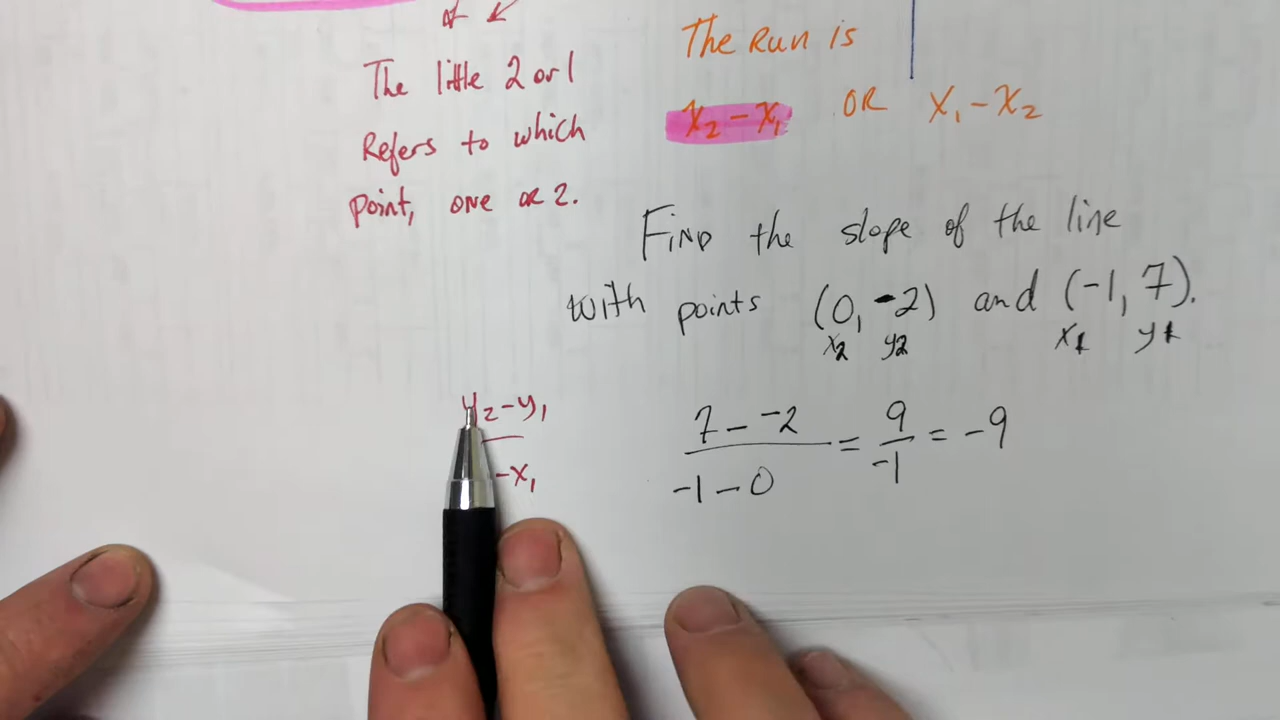 The little 2 or 1
Refers to which
point, one or 2.
The Run is
x₂ - x₁ OR x₁ - x₂
Find the slope of the line
with points (0, -2) and (-1, 7).
x₂ y₂ x₁ y₁
y₂ - y₁
- x₁
7 - -2 = 9 = -9
-1 - 0 -1